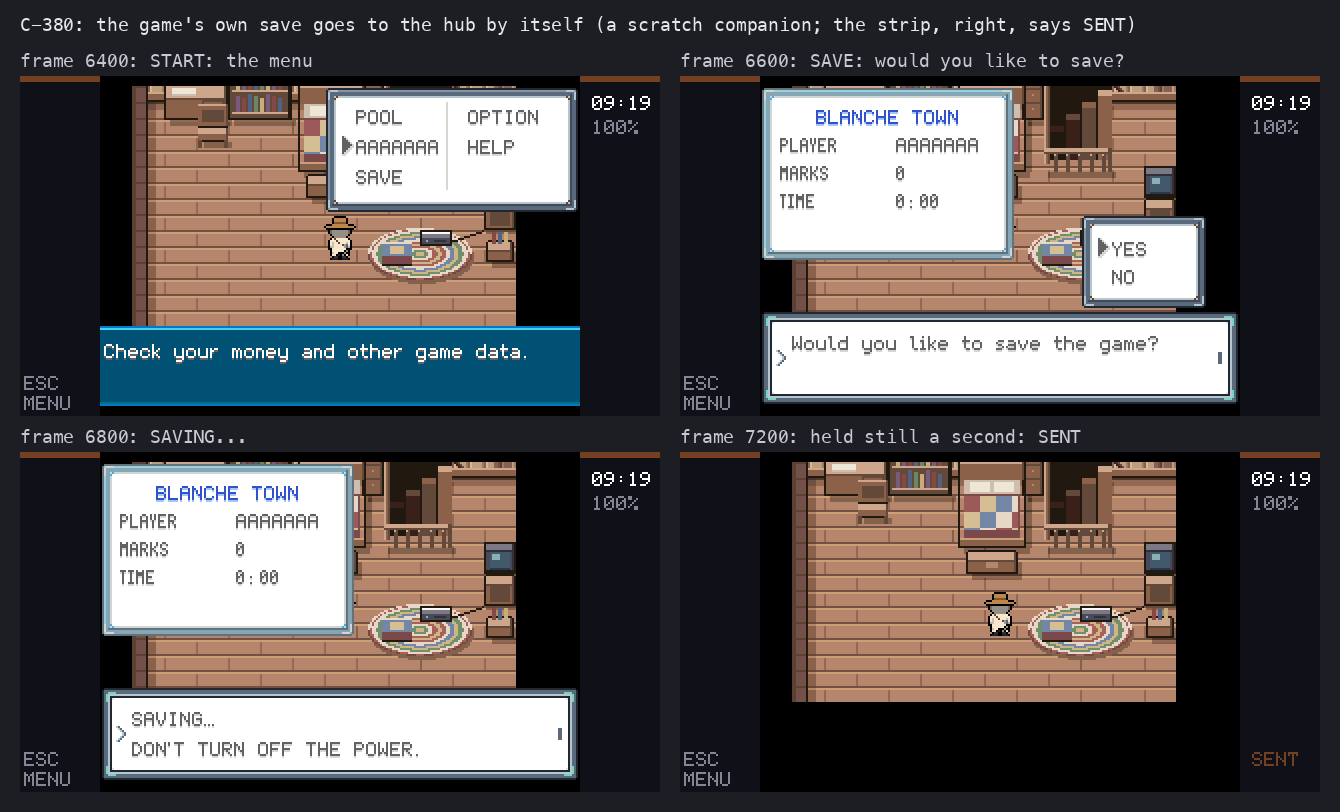 C-380: the game's own save goes to the hub by itself (a scratch companion; the strip, right, says SENT)
frame 6400: START: the menu
POOL OPTION
AAAAAAA HELP
SAVE
09:19
100%
Check your money and other game data.
ESC
MENU
frame 6600: SAVE: would you like to save?
BLANCHE TOWN
PLAYER AAAAAAA
MARKS 0
TIME 0:00
09:19
100%
YES
NO
Would you like to save the game?
ESC
MENU
frame 6800: SAVING...
BLANCHE TOWN
PLAYER AAAAAAA
MARKS 0
TIME 0:00
09:19
100%
SAVING…
DON'T TURN OFF THE POWER.
ESC
MENU
frame 7200: held still a second: SENT
09:19
100%
ESC
MENU
SENT